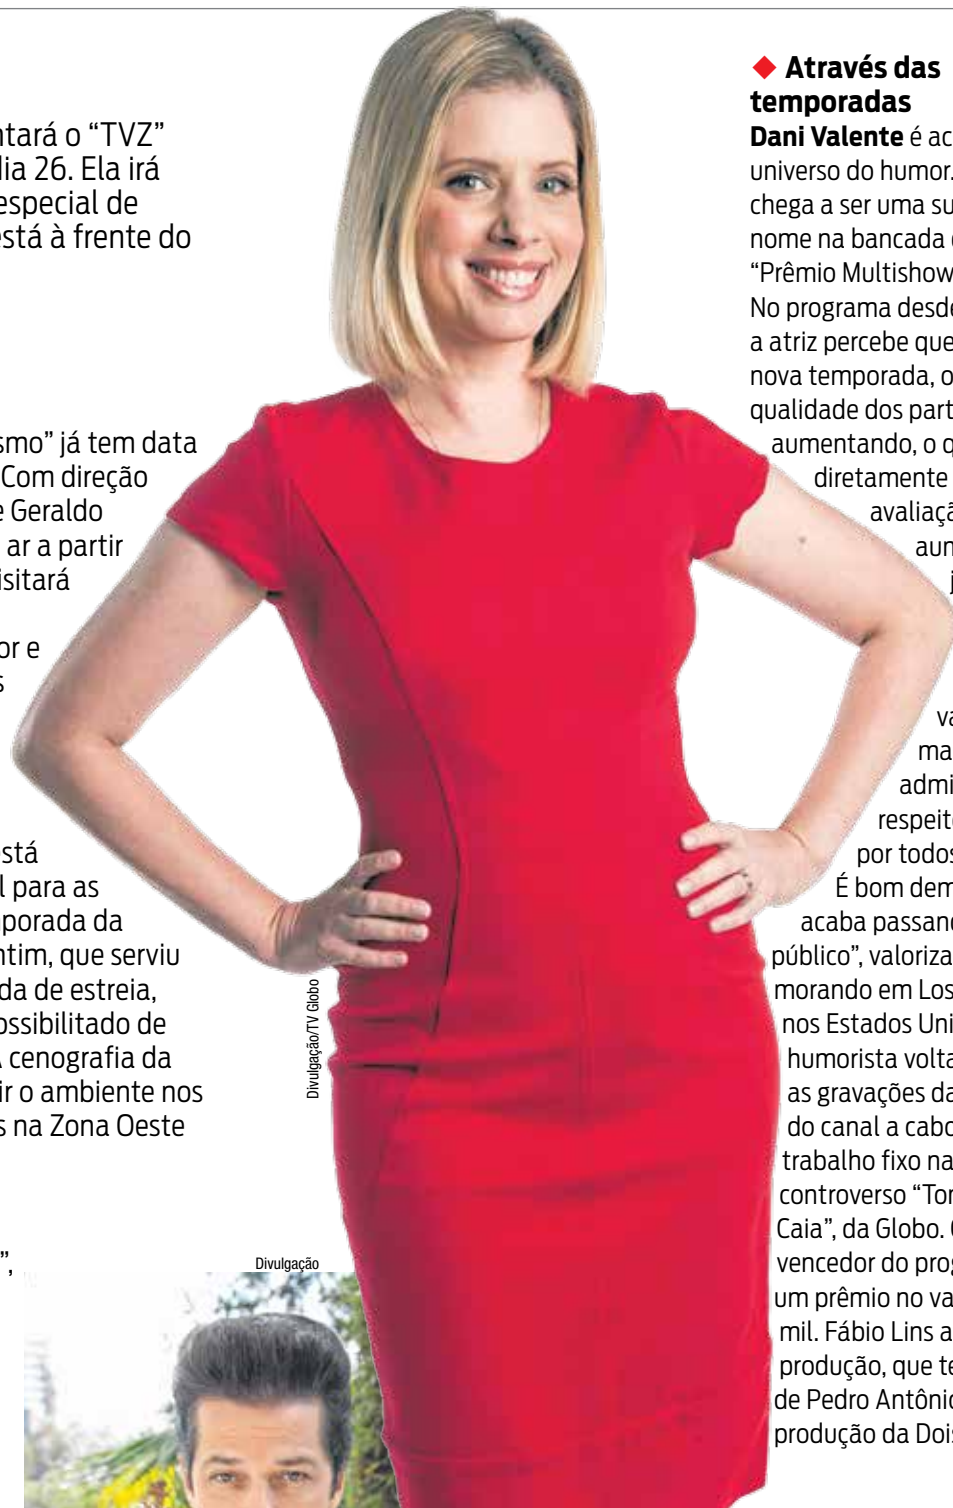 ntará o “TVZ”
dia 26. Ela irá
especial de
está à frente do
smo” já tem data
Com direção
e Geraldo
ar a partir
isitará
or e
s
stá
l para as
mporada da
ntim, que serviu
da de estreia,
ossibilitado de
A cenografia da
ir o ambiente nos
s na Zona Oeste
”,
Divulgação/TV Globo
Divulgação
◆ Através das
temporadas
Dani Valente é ac
universo do humor.
chega a ser uma su
nome na bancada
“Prêmio Multishow
No programa desde
a atriz percebe que
nova temporada, o
qualidade dos part
aumentando, o q
diretamente
avaliaçã
aum
j
va
ma
admi
respeit
por todos
É bom dem
acaba passand
público”, valoriza
morando em Los
nos Estados Uni
humorista volta
as gravações da
do canal a cabo
trabalho fixo na
controverso “Tor
Caia”, da Globo.
vencedor do prog
um prêmio no va
mil. Fábio Lins a
produção, que te
de Pedro Antônio
produção da Dois